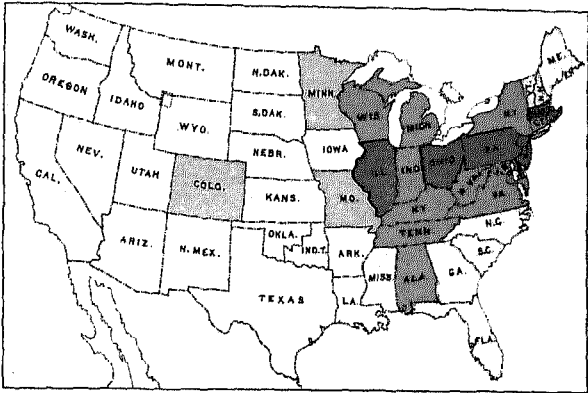 WASH.
ME.
MONT.
N.DAK.
MINN.
OREGON
WIS.
N.Y.
IDAHO
S.DAK.
MICH.
WYO.
IOWA
PA.
NEBR.
OHIO
NEV.
ILL.
IND.
UTAH
COLO.
CAL.
KANS.
MO.
VA.
KY.
N.C.
TENN.
OKLA.
ARIZ.
N.MEX.
IND.T.
ARK.
S.C.
MISS.
ALA.
GA.
TEXAS
LA.
FLA.